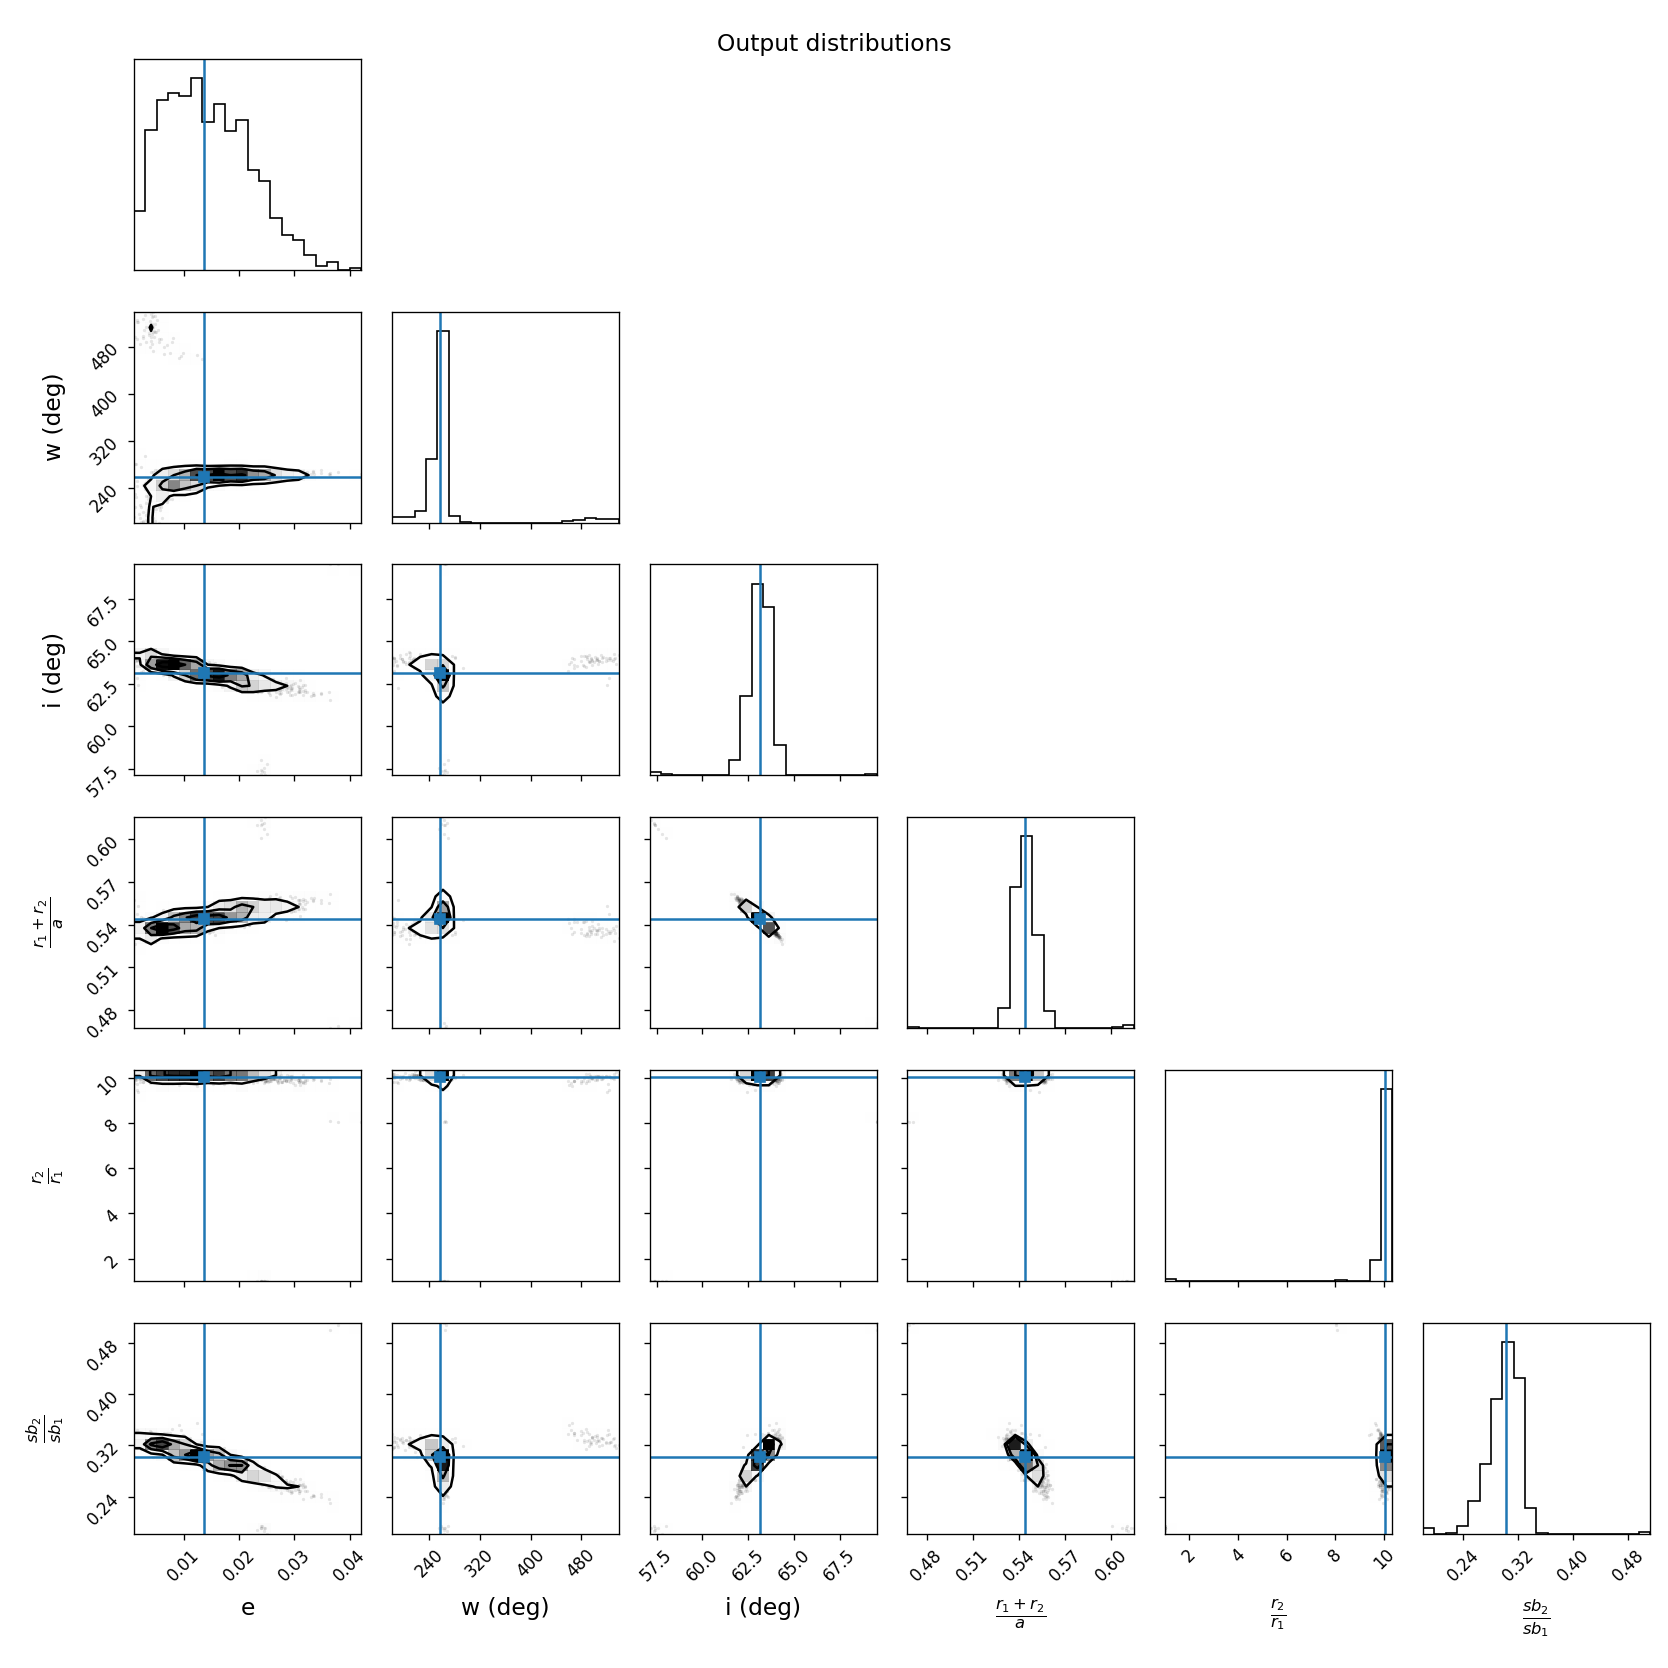 Output distributions
w (deg)
480
400
320
240
i (deg)
67.5
65.0
62.5
60.0
57.5
r₁ + r₂
a
0.60
0.57
0.54
0.51
0.48
r₂
r₁
10
8
6
4
2
sb₂
sb₁
0.48
0.40
0.32
0.24
0.01 0.02 0.03 0.04 240 320 400 480 57.5 60.0 62.5 65.0 67.5 0.48 0.51 0.54 0.57 0.60 2 4 6 8 10 0.24 0.32 0.40 0.48
e w (deg) i (deg) r₁ + r₂ r₂ sb₂
a r₁ sb₁